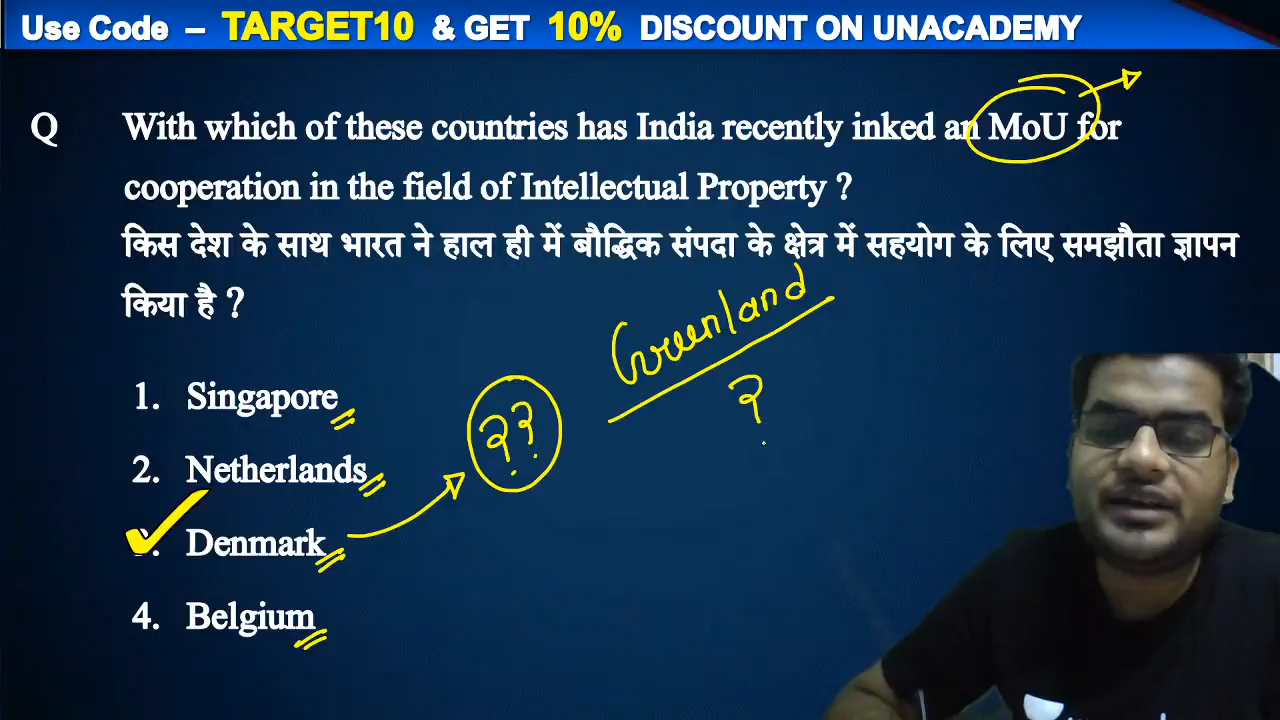 Use Code – TARGET10 & GET 10% DISCOUNT ON UNACADEMY
Q With which of these countries has India recently inked an MoU for
cooperation in the field of Intellectual Property ?
किस देश के साथ भारत ने हाल ही में बौद्धिक संपदा के क्षेत्र में सहयोग के लिए समझौता ज्ञापन
किया है ?
Greenland
?
1. Singapore
??
2. Netherlands
3. Denmark
4. Belgium